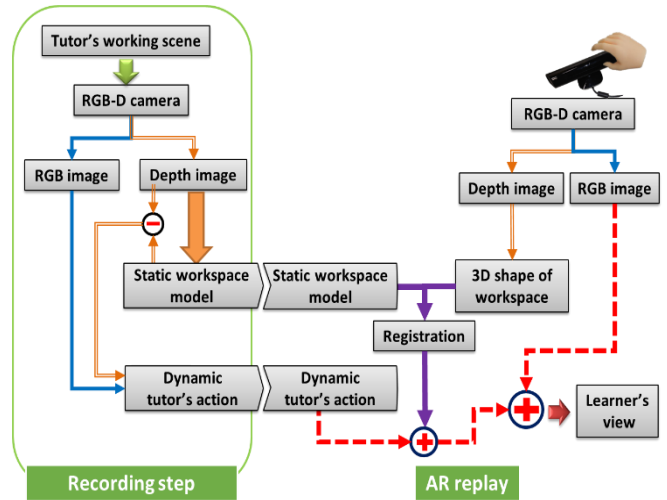 Tutor's working scene
RGB-D camera
RGB image
Depth image
Static workspace
model
Dynamic
tutor's action
Recording step
RGB-D camera
Depth image
RGB image
Static workspace
model
3D shape of
workspace
Registration
Dynamic
tutor's action
Learner's
view
AR replay